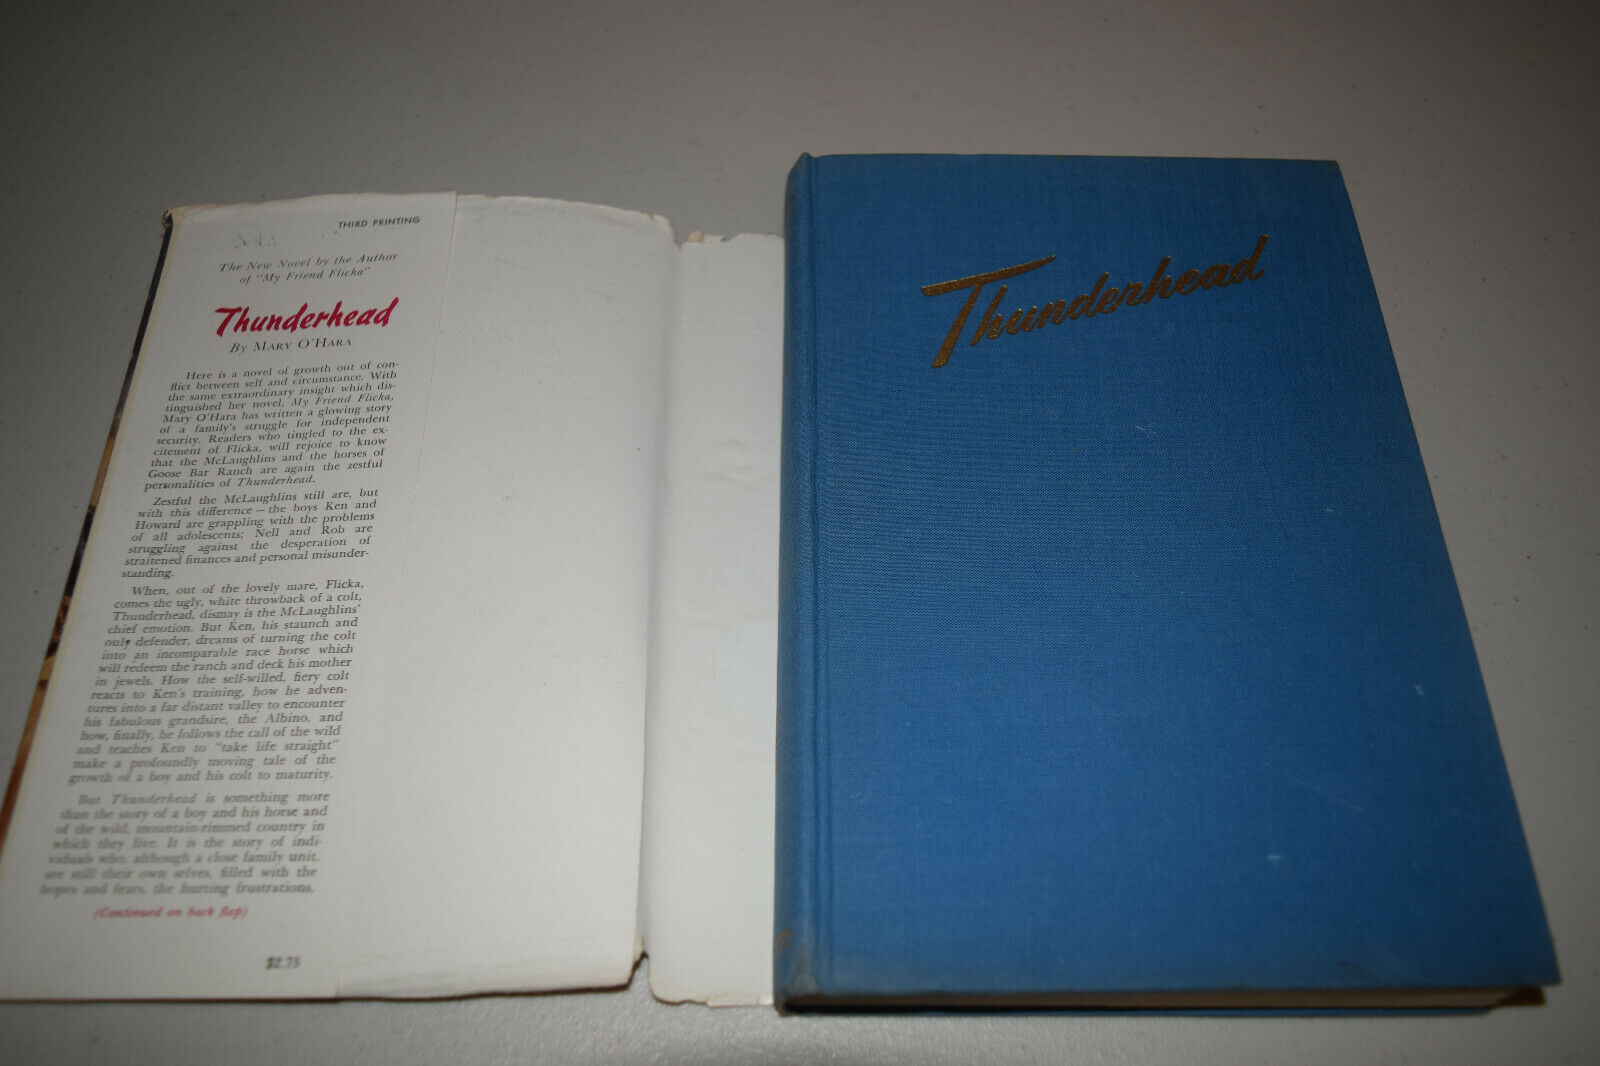 THIRD PRINTING
The New Novel by the Author
of "My Friend Flicka"
Thunderhead
By MARY O'HARA
Here is a novel of growth out of con-
flict between self and circumstance. With
the same extraordinary insight which dis-
tinguished her novel, My Friend Flicka,
Mary O'Hara has written a glowing story
of a family's struggle for independent
security. Readers who tingled to the ex-
citement of Flicka, will rejoice to know
that the McLaughlins and the horses of
Goose Bar Ranch are again the zestful
personalities of Thunderhead.
Zestful the McLaughlins still are, but
with this difference—the boys Ken and
Howard are grappling with the problems
of all adolescents; Nell and Rob are
struggling against the desperation of
straitened finances and personal misunder-
standing.
When, out of the lovely mare, Flicka,
comes the ugly, white throwback of a colt,
Thunderhead, dismay is the McLaughlins'
chief emotion. But Ken, his staunch and
only defender, dreams of turning the colt
into an incomparable race horse which
will redeem the ranch and deck his mother
in jewels. How the self-willed, fiery colt
reacts to Ken's training, how he adven-
tures into a far distant valley to encounter
his fabulous grandsire, the Albino, and
how, finally, he follows the call of the wild
and teaches Ken to "take life straight"
make a profoundly moving tale of the
growth of a boy and his colt to maturity.
But Thunderhead is something more
than the story of a boy and his horse and
of the wild, mountain-rimmed country in
which they live. It is the story of indi-
viduals who, although a close family unit,
are still their own selves, filled with the
hopes and fears, the hurting frustrations,
(Continued on back flap)
$2.75
Thunderhead